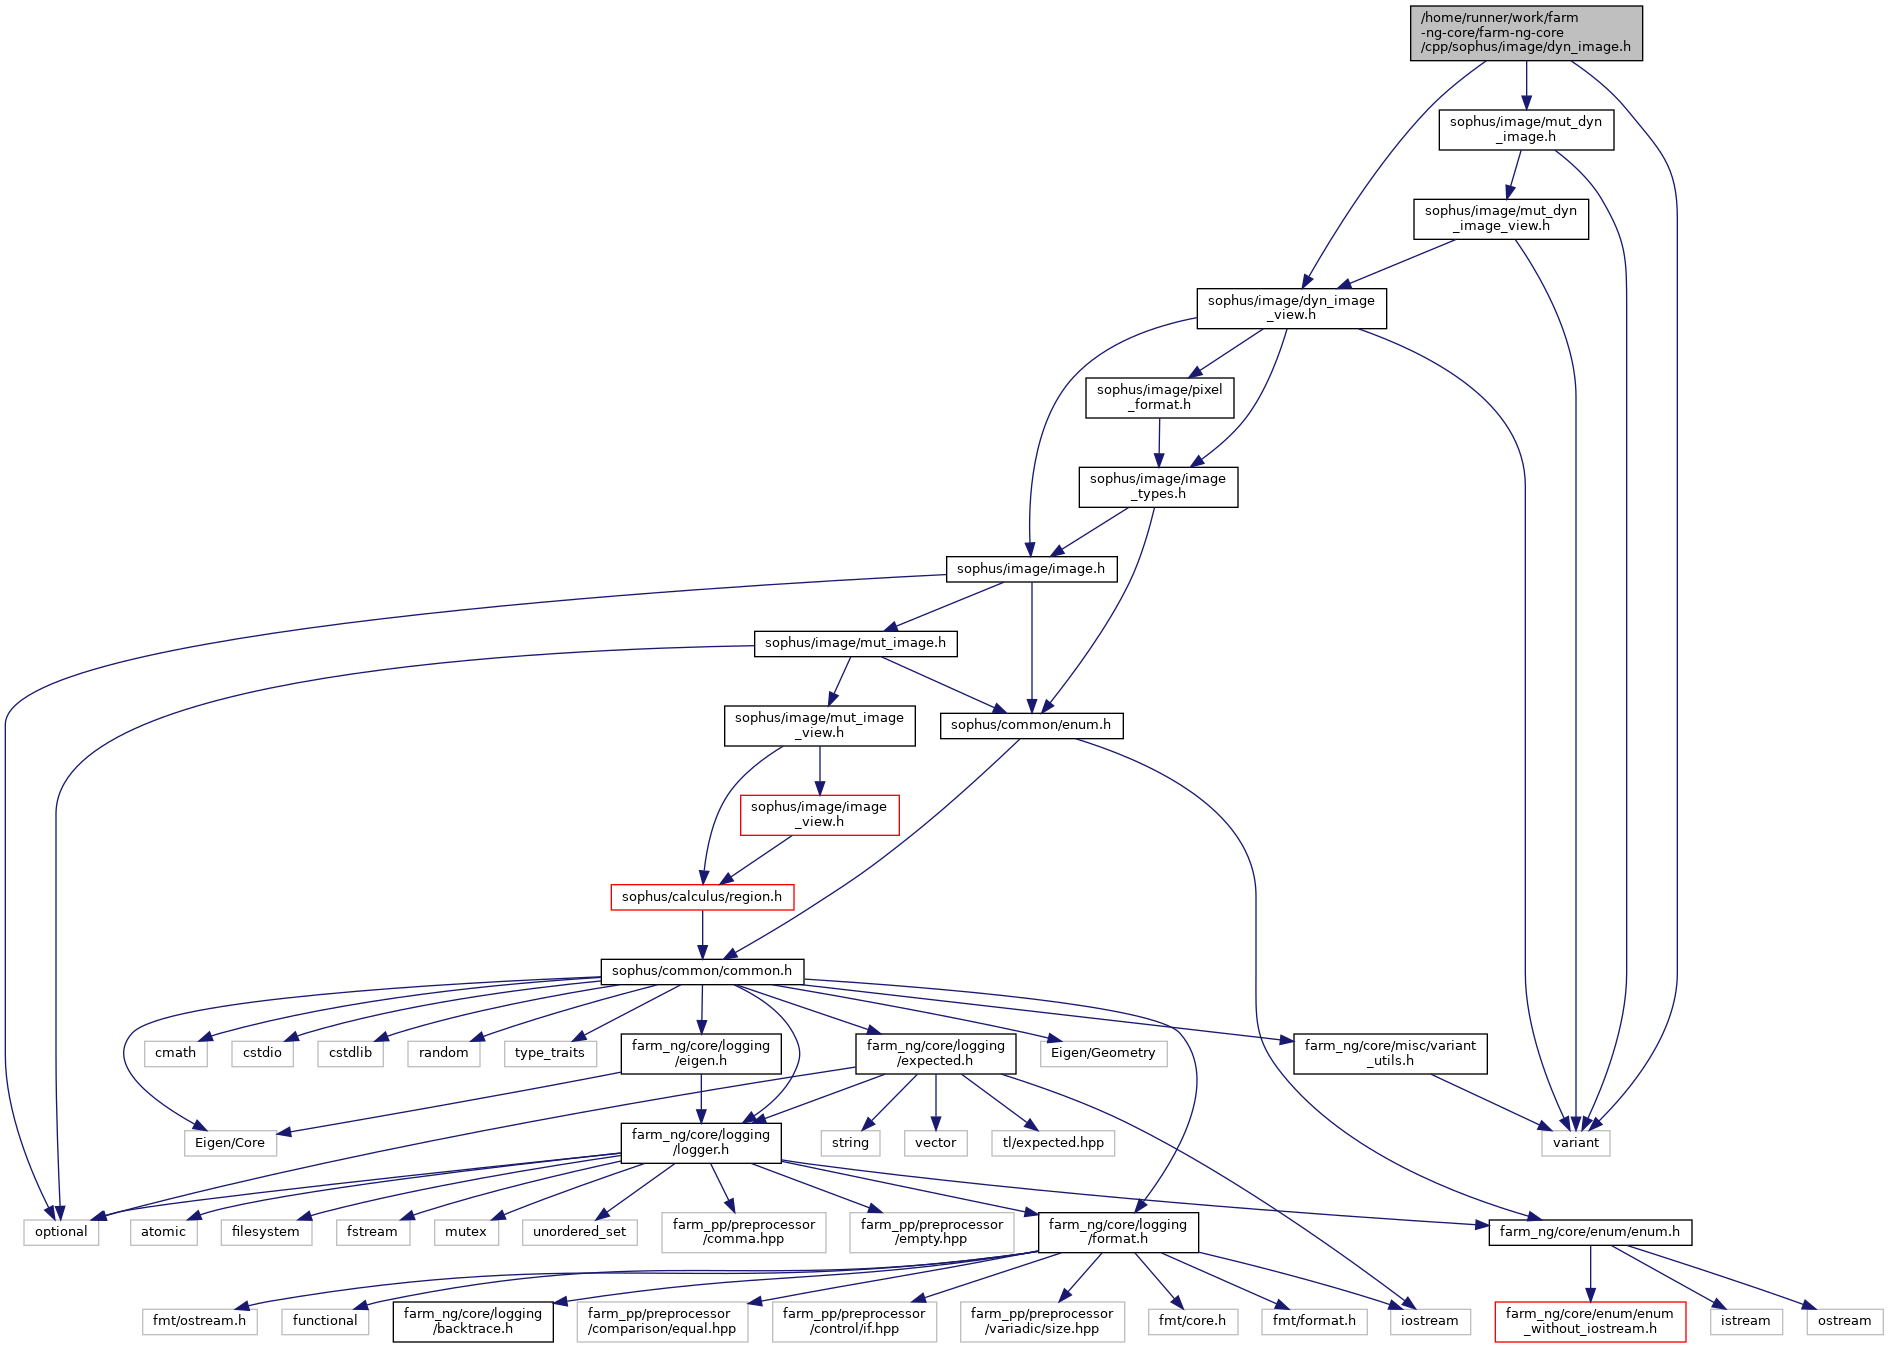 /home/runner/work/farm
-ng-core/farm-ng-core
/cpp/sophus/image/dyn_image.h
sophus/image/mut_dyn
_image.h
sophus/image/mut_dyn
_image_view.h
sophus/image/dyn_image
_view.h
sophus/image/pixel
_format.h
sophus/image/image
_types.h
sophus/image/image.h
sophus/image/mut_image.h
sophus/image/mut_image
_view.h
sophus/common/enum.h
sophus/image/image
_view.h
sophus/calculus/region.h
sophus/common/common.h
cmath
cstdio
cstdlib
random
type_traits
farm_ng/core/logging
/eigen.h
farm_ng/core/logging
/expected.h
Eigen/Geometry
farm_ng/core/misc/variant
_utils.h
Eigen/Core
farm_ng/core/logging
/logger.h
string
vector
tl/expected.hpp
variant
optional
atomic
filesystem
fstream
mutex
unordered_set
farm_pp/preprocessor
/comma.hpp
farm_pp/preprocessor
/empty.hpp
farm_ng/core/logging
/format.h
farm_ng/core/enum/enum.h
fmt/ostream.h
functional
farm_ng/core/logging
/backtrace.h
farm_pp/preprocessor
/comparison/equal.hpp
farm_pp/preprocessor
/control/if.hpp
farm_pp/preprocessor
/variadic/size.hpp
fmt/core.h
fmt/format.h
iostream
farm_ng/core/enum/enum
_without_iostream.h
istream
ostream